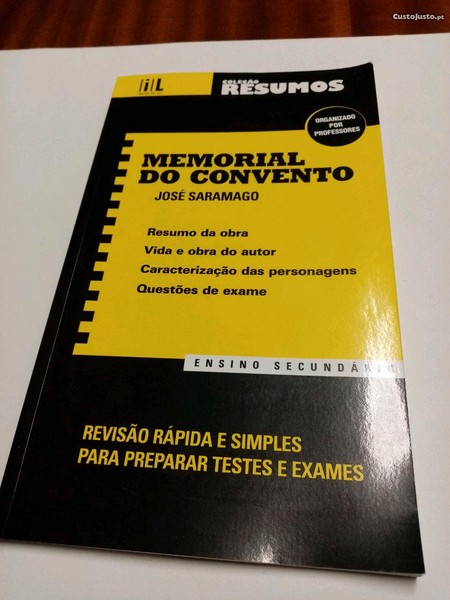 CustoJusto.pt
iL
COLEÇÃO
RESUMOS
ORGANIZADO
POR
PROFESSORES
MEMORIAL
DO CONVENTO
JOSÉ SARAMAGO
Resumo da obra
Vida e obra do autor
Caracterização das personagens
Questões de exame
ENSINO SECUNDÁRIO
REVISÃO RÁPIDA E SIMPLES
PARA PREPARAR TESTES E EXAMES